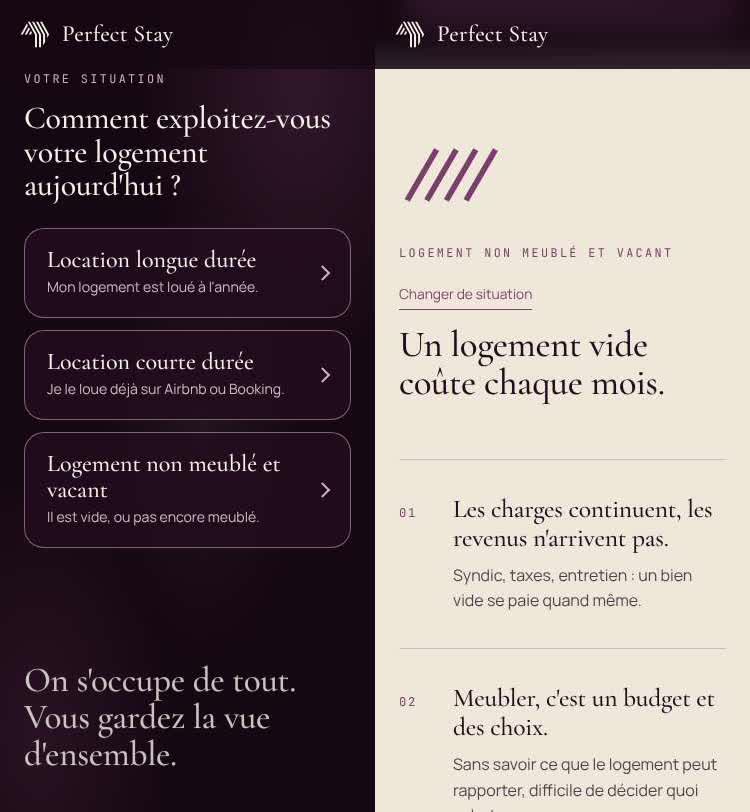 Perfect Stay
VOTRE SITUATION
Comment exploitez-vous
votre logement
aujourd'hui ?
Location longue durée
Mon logement est loué à l'année.
Location courte durée
Je le loue déjà sur Airbnb ou Booking.
Logement non meublé et
vacant
Il est vide, ou pas encore meublé.
On s'occupe de tout.
Vous gardez la vue
d'ensemble.
Perfect Stay
LOGEMENT NON MEUBLÉ ET VACANT
Changer de situation
Un logement vide
coûte chaque mois.
01
Les charges continuent, les
revenus n'arrivent pas.
Syndic, taxes, entretien : un bien
vide se paie quand même.
02
Meubler, c'est un budget et
des choix.
Sans savoir ce que le logement peut
rapporter, difficile de décider quoi